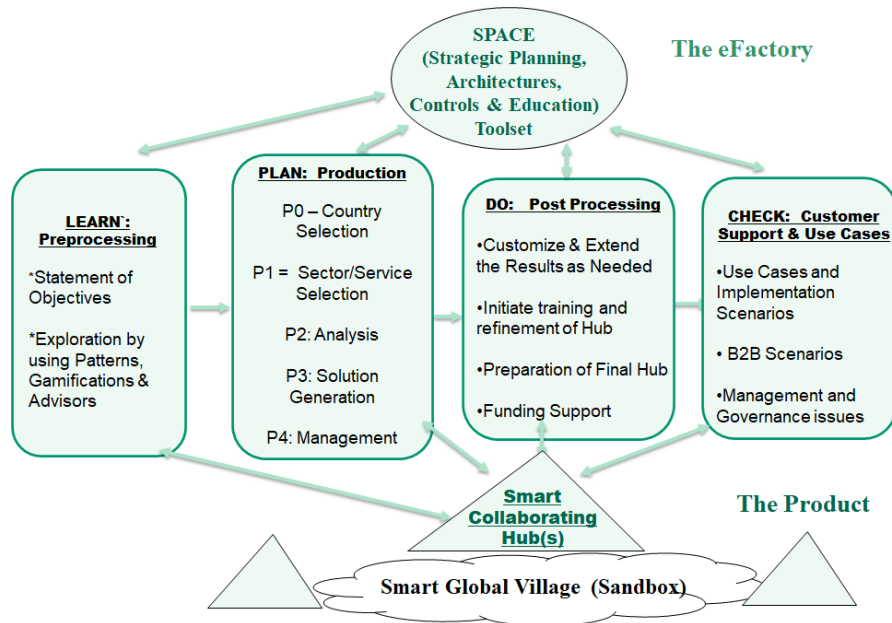 SPACE
(Strategic Planning,
Architectures,
Controls & Education)
Toolset
The eFactory
LEARN`:
Preprocessing
*Statement of
Objectives
*Exploration by
using Patterns,
Gamifications &
Advisors
PLAN: Production
P0 – Country
Selection
P1 = Sector/Service
Selection
P2: Analysis
P3: Solution
Generation
P4: Management
DO: Post Processing
•Customize & Extend
the Results as Needed
•Initiate training and
refinement of Hub
•Preparation of Final Hub
•Funding Support
CHECK: Customer
Support & Use Cases
•Use Cases and
Implementation
Scenarios
• B2B Scenarios
•Management and
Governance issues
Smart
Collaborating
Hub(s)
The Product
Smart Global Village (Sandbox)